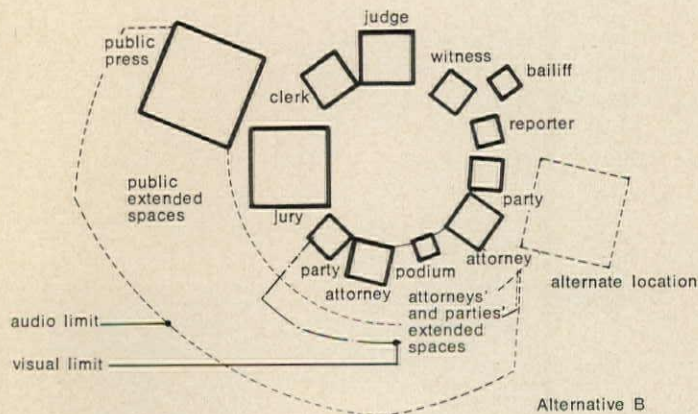 judge
public
press
witness
bailiff
clerk
reporter
public
extended
spaces
party
jury
party
attorney
podium
attorney
alternate location
attorneys'
and parties'
extended
spaces
audio limit
visual limit
Alternative B